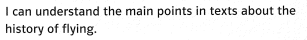 I can understand the main points in texts about the
history of flying.